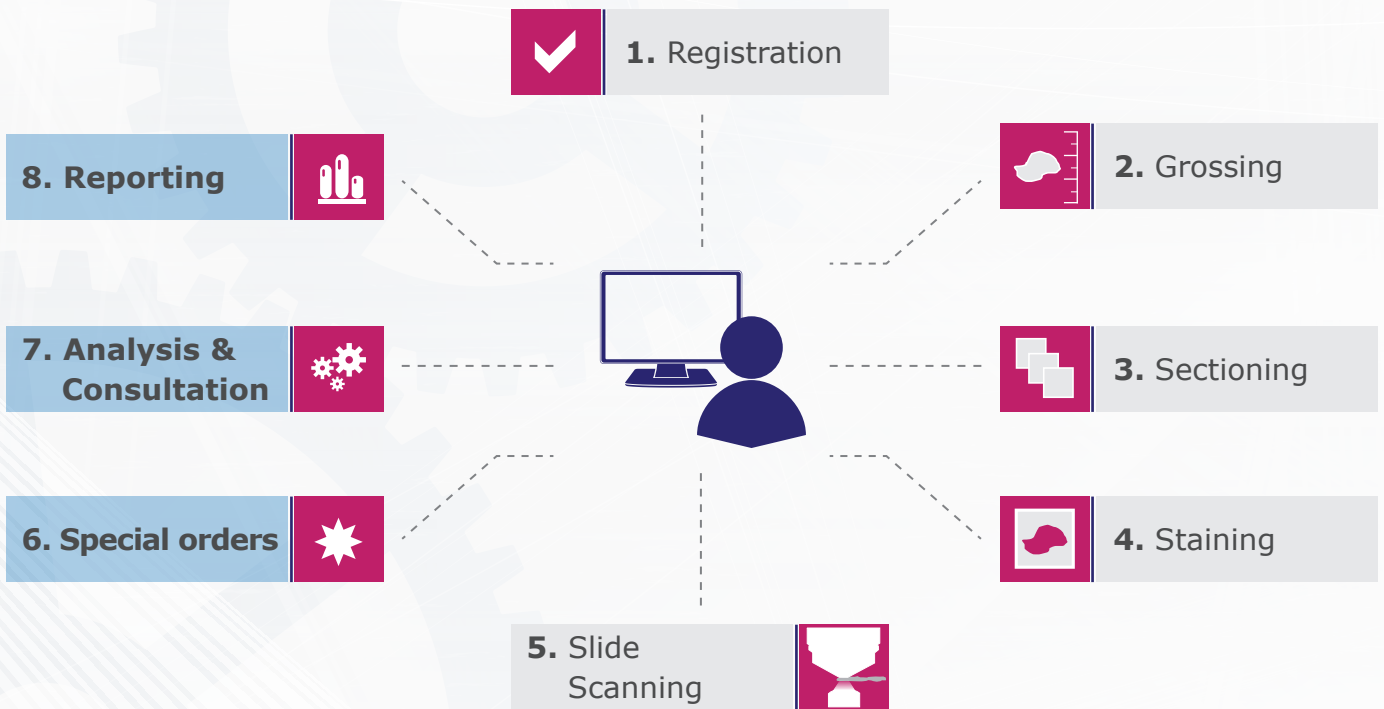 1. Registration
2. Grossing
3. Sectioning
4. Staining
5. Slide
Scanning
6. Special orders
7. Analysis &
Consultation
8. Reporting